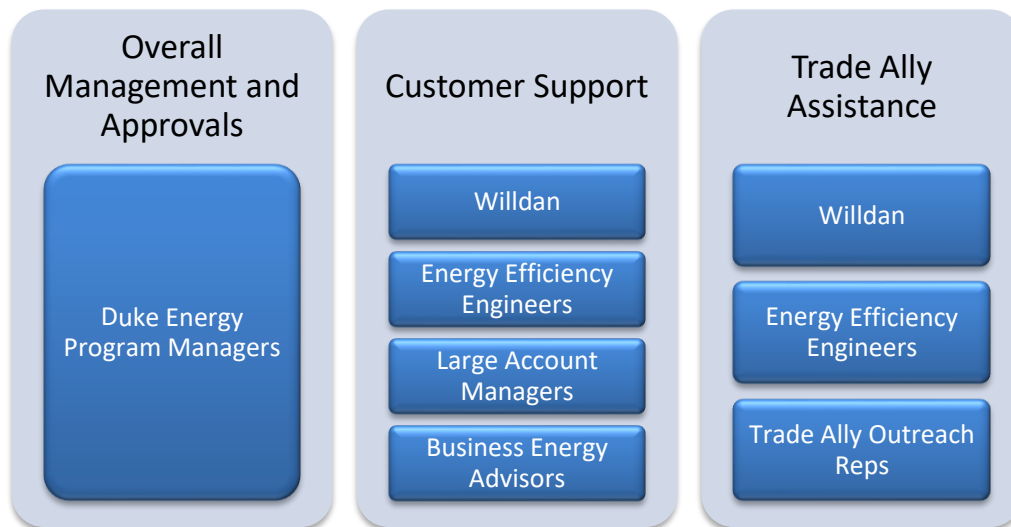 Overall
Management and
Approvals
Duke Energy
Program Managers
Customer Support
Willdan
Energy Efficiency
Engineers
Large Account
Managers
Business Energy
Advisors
Trade Ally
Assistance
Willdan
Energy Efficiency
Engineers
Trade Ally Outreach
Reps